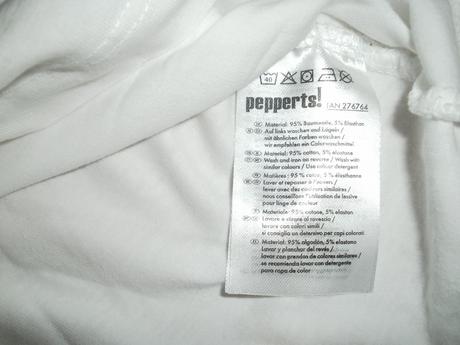 40
pepperts!
IAN 276764
Material: 95% Baumwolle, 5% Elasthan
Auf links waschen und bügeln /
mit ähnlichen Farben waschen /
wir empfehlen ein Colorwaschmittel
Material: 95% cotton, 5% elastane
Wash and iron on reverse / Wash with
similar colours / Use colour detergent
Matières: 95% coton, 5% élasthanne
Laver et repasser à l'envers /
laver avec des couleurs similaires /
nous conseillons l'utilisation de lessive
pour linge de couleur
Materiale: 95% cotone, 5% elastan
Lavare e stirare al rovescio /
lavare con colori simili /
si consiglia un detersivo per capi colorati
Material: 95% algodón, 5% elastano
Lavar y planchar del revés /
lavar con prendas de colores similares /
se recomienda lavar con detergente
para ropa de color